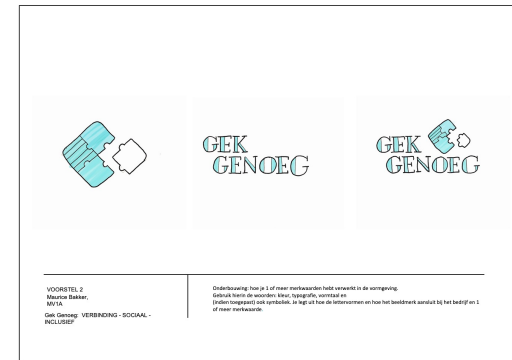 GEK
GENOEG
GEK
GENOEG
VOORSTEL 2
Maurice Bakker,
MV1A
Gek Genoeg: VERBINDING - SOCIAAL -
INCLUSIEF
Onderbouwing: hoe je 1 of meer merkwaarden hebt verwerkt in de vormgeving.
Gebruik hierin de woorden: kleur, typografie, vormtaal en
(indien toegepast) ook symboliek. Je legt uit hoe de lettervormen en hoe het beeldmerk aansluit bij het bedrijf en 1
of meer merkwaarde.